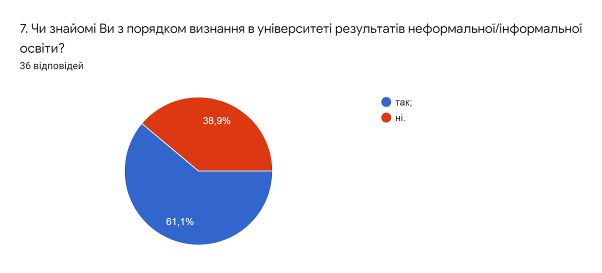 7. Чи знайомі Ви з порядком визнання в університеті результатів неформальної/інформальної
освіти?
36 відповідей
так;
ні.
38,9%
61,1%